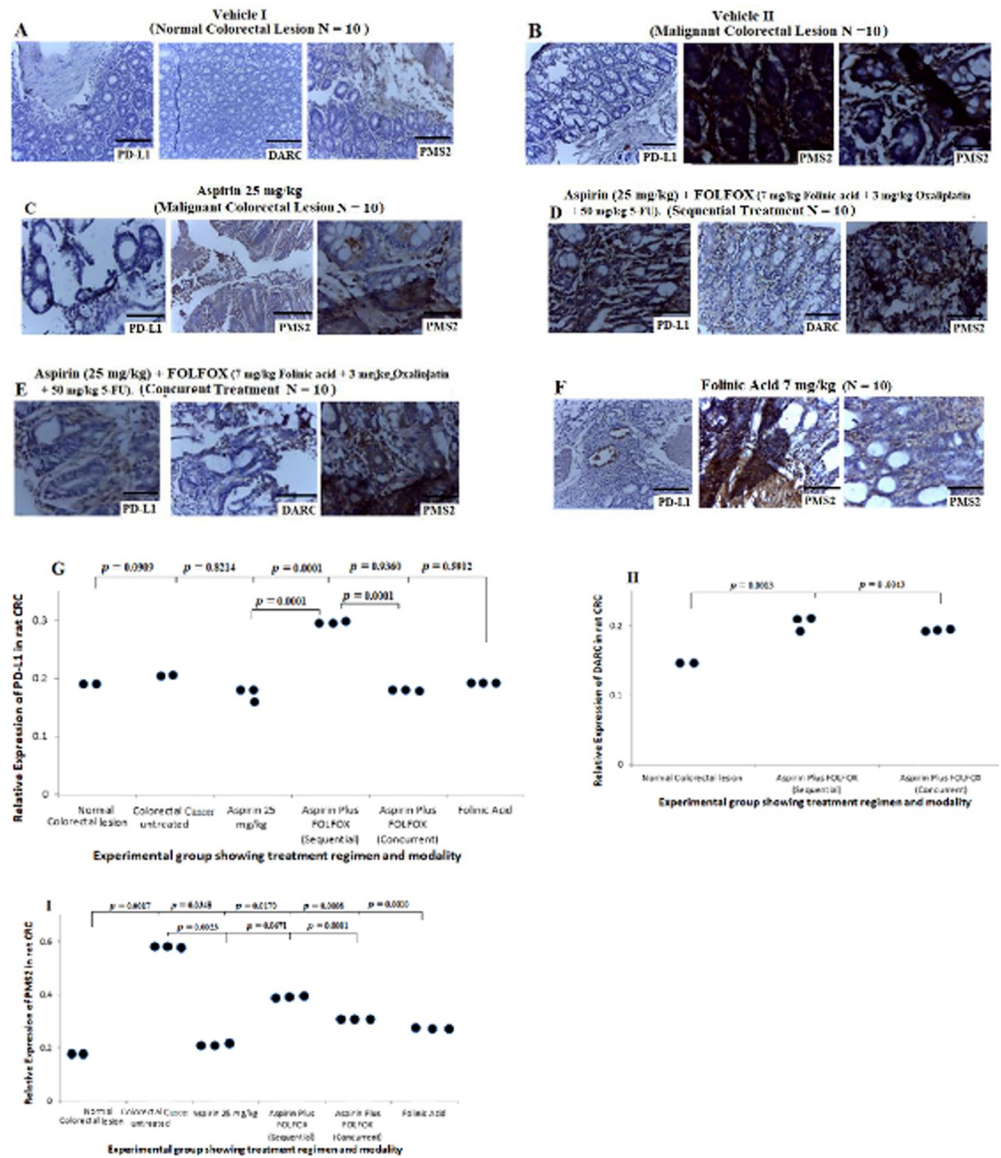 Vehicle I
A
(Normal Colorectal Lesion N = 10 )
PD-L1
DARC
PMS2
Vehicle II
B
(Malignant Colorectal Lesion N =10)
PD-L1
PMS2
PMS2
Aspirin 25 mg/kg
C
(Malignant Colorectal Lesion N = 10)
PD-L1
PMS2
PMS2
Aspirin (25 mg/kg) + FOLFOX (7 mg/kg Folinic acid + 3 mg/kg Oxaliplatin
D
+ 50 mg/kg 5-FU). (Sequential Treatment N = 10)
PD-L1
DARC
PMS2
Aspirin (25 mg/kg) + FOLFOX (7 mg/kg Folinic acid + 3 mg/kg Oxaliplatin
E
+ 50 mg/kg 5-FU). (Concurent Treatment N = 10)
PD-L1
DARC
PMS2
F
Folinic Acid 7 mg/kg (N = 10)
PD-L1
PMS2
PMS2
G
p = 0.0909
p = 0.8214
p = 0.0001
p = 0.9360
p = 0.0001
p = 0.0001
Relative Expression of PD-L1 in rat CRC
0.3
0.2
0.1
0
Normal
Colorectal lesion
Colorectal Cancer
untreated
Aspirin 25
mg/kg
Aspirin Plus
FOLFOX
(Sequential)
Aspirin Plus
FOLFOX
(Concurrent)
Folinic Acid
Experimental group showing treatment regimen and modality
H
Relative Expression of DARC in rat CRC
0.2
0.1
0
Normal Colorectal lesion
Aspirin Plus FOLFOX
(Sequential)
Aspirin Plus FOLFOX
(Concurrent)
Experimental group showing treatment regimen and modality
I
p = 0.0017
Relative Expression of PMS2 in rat CRC
0.6
0.4
0.2
0
Normal
Colorectal lesion
Colorectal Cancer
untreated
Aspirin 25 mg/kg
Aspirin Plus
FOLFOX
(Sequential)
Aspirin Plus
FOLFOX
(Concurrent)
Folinic Acid
Experimental group showing treatment regimen and modality